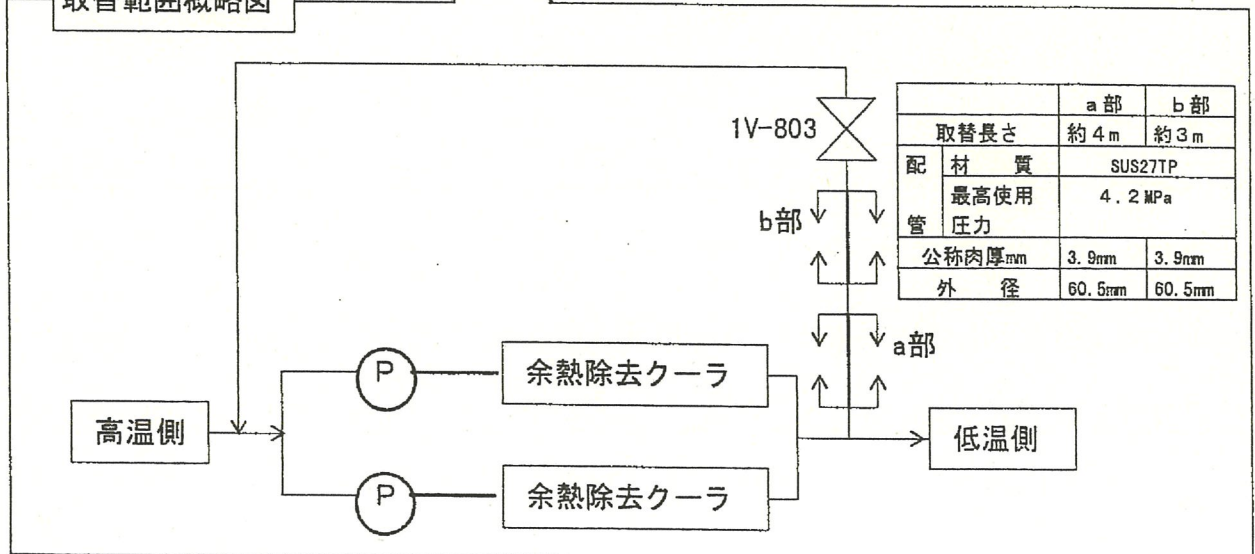 取替範囲概略図
1V-803
a部 b部
取替長さ 約4m 約3m
配管 材質 SUS27TP
最高使用圧力 4.2MPa
公称肉厚mm 3.9mm 3.9mm
外径 60.5mm 60.5mm
b部
a部
P 余熱除去クーラ
高温側
低温側
P 余熱除去クーラ